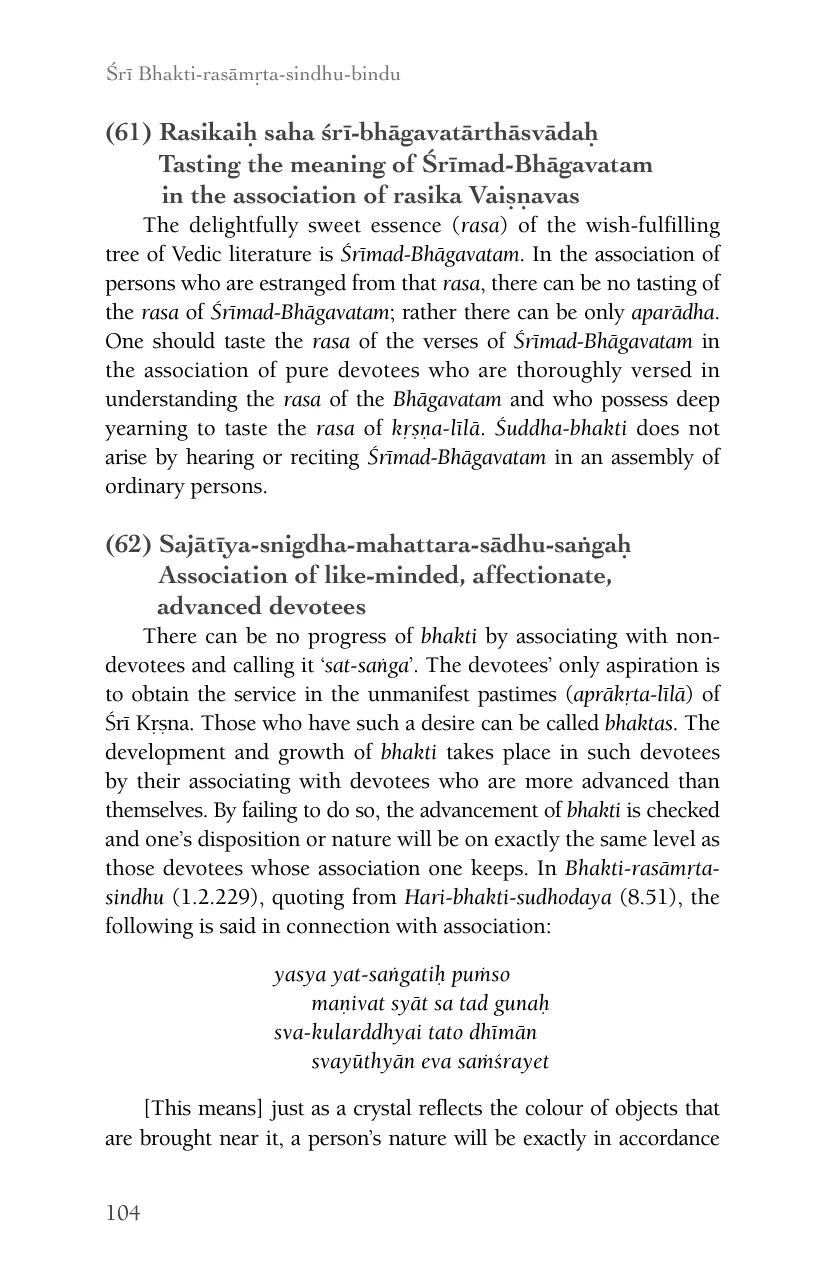 Śrī Bhakti-rasāmṛta-sindhu-bindu
(61) Rasikaiḥ saha śrī-bhāgavatārthāsvādaḥ
Tasting the meaning of Śrīmad-Bhāgavatam
in the association of rasika Vaiṣṇavas
The delightfully sweet essence (rasa) of the wish-fulfilling
tree of Vedic literature is Śrīmad-Bhāgavatam. In the association of
persons who are estranged from that rasa, there can be no tasting of
the rasa of Śrīmad-Bhāgavatam; rather there can be only aparādha.
One should taste the rasa of the verses of Śrīmad-Bhāgavatam in
the association of pure devotees who are thoroughly versed in
understanding the rasa of the Bhāgavatam and who possess deep
yearning to taste the rasa of kṛṣṇa-līlā. Śuddha-bhakti does not
arise by hearing or reciting Śrīmad-Bhāgavatam in an assembly of
ordinary persons.
(62) Sajātīya-snigdha-mahattara-sādhu-saṅgaḥ
Association of like-minded, affectionate,
advanced devotees
There can be no progress of bhakti by associating with non-
devotees and calling it ‘sat-saṅga’. The devotees’ only aspiration is
to obtain the service in the unmanifest pastimes (aprākṛta-līlā) of
Śrī Kṛṣna. Those who have such a desire can be called bhaktas. The
development and growth of bhakti takes place in such devotees
by their associating with devotees who are more advanced than
themselves. By failing to do so, the advancement of bhakti is checked
and one’s disposition or nature will be on exactly the same level as
those devotees whose association one keeps. In Bhakti-rasāmṛta-
sindhu (1.2.229), quoting from Hari-bhakti-sudhodaya (8.51), the
following is said in connection with association:
yasya yat-saṅgatiḥ puṁso
maṇivat syāt sa tad gunaḥ
sva-kularddhyai tato dhīmān
svayūthyān eva saṁśrayet
[This means] just as a crystal reflects the colour of objects that
are brought near it, a person’s nature will be exactly in accordance
104